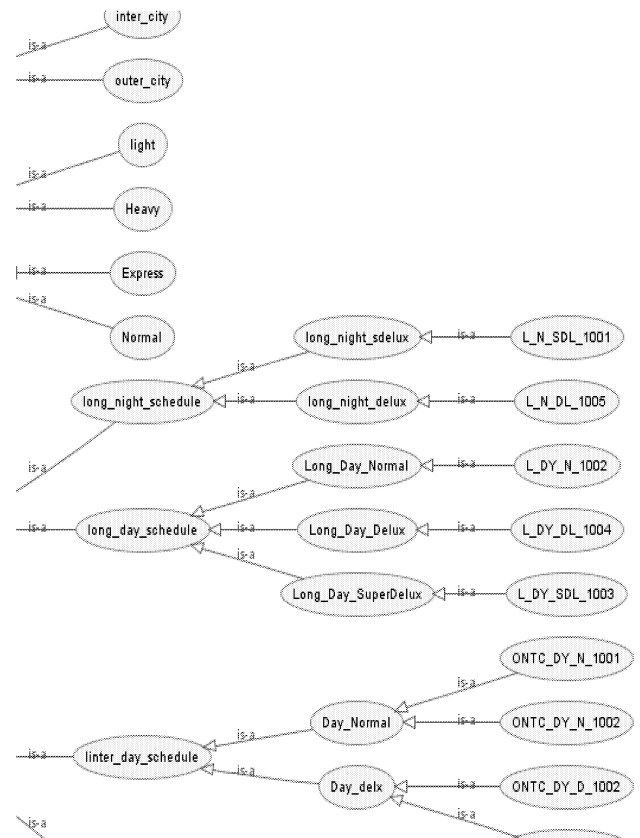 inter_city
is-a
outer_city
is-a
light
is-a
Heavy
is-a
Express
is-a
is-a
Normal
long_night_sdelux
is-a
L_N_SDL_1001
is-a
long_night_schedule
is-a
long_night_delux
is-a
L_N_DL_1005
is-a
Long_Day_Normal
is-a
L_DY_N_1002
is-a
is-a
long_day_schedule
is-a
Long_Day_Delux
is-a
L_DY_DL_1004
is-a
Long_Day_SuperDelux
is-a
L_DY_SDL_1003
ONTC_DY_N_1001
is-a
Day_Normal
is-a
ONTC_DY_N_1002
is-a
is-a
linter_day_schedule
is-a
Day_delx
is-a
ONTC_DY_D_1002
is-a
is-a